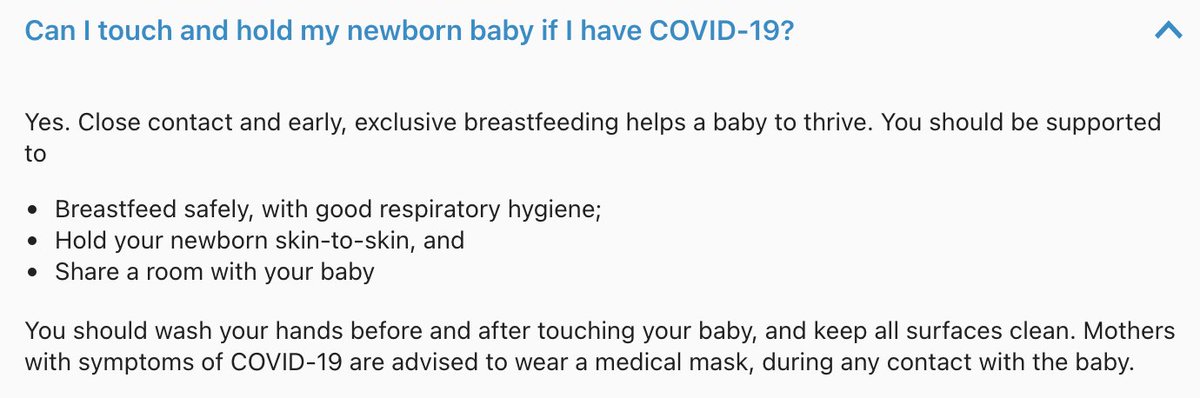 Can I touch and hold my newborn baby if I have COVID-19?
Yes. Close contact and early, exclusive breastfeeding helps a baby to thrive. You should be supported
to
• Breastfeed safely, with good respiratory hygiene;
• Hold your newborn skin-to-skin, and
• Share a room with your baby
You should wash your hands before and after touching your baby, and keep all surfaces clean. Mothers
with symptoms of COVID-19 are advised to wear a medical mask, during any contact with the baby.